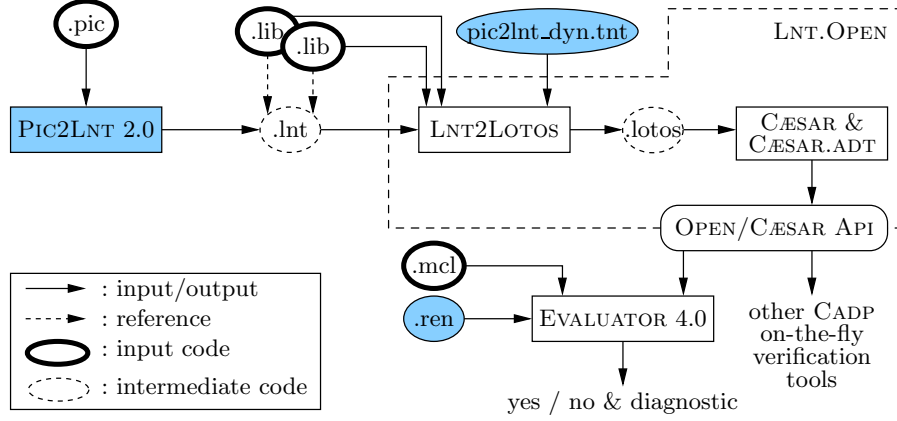 .pic
.lib
.lib
pic2lnt_dyn.tnt
LNT.OPEN
PIC2LNT 2.0
.lnt
LNT2LOTOS
.lotos
CÆSAR &
CÆSAR.ADT
OPEN/CÆSAR API
.mcl
.ren
EVALUATOR 4.0
other CADP
on-the-fly
verification
tools
yes / no & diagnostic
: input/output
: reference
: input code
: intermediate code